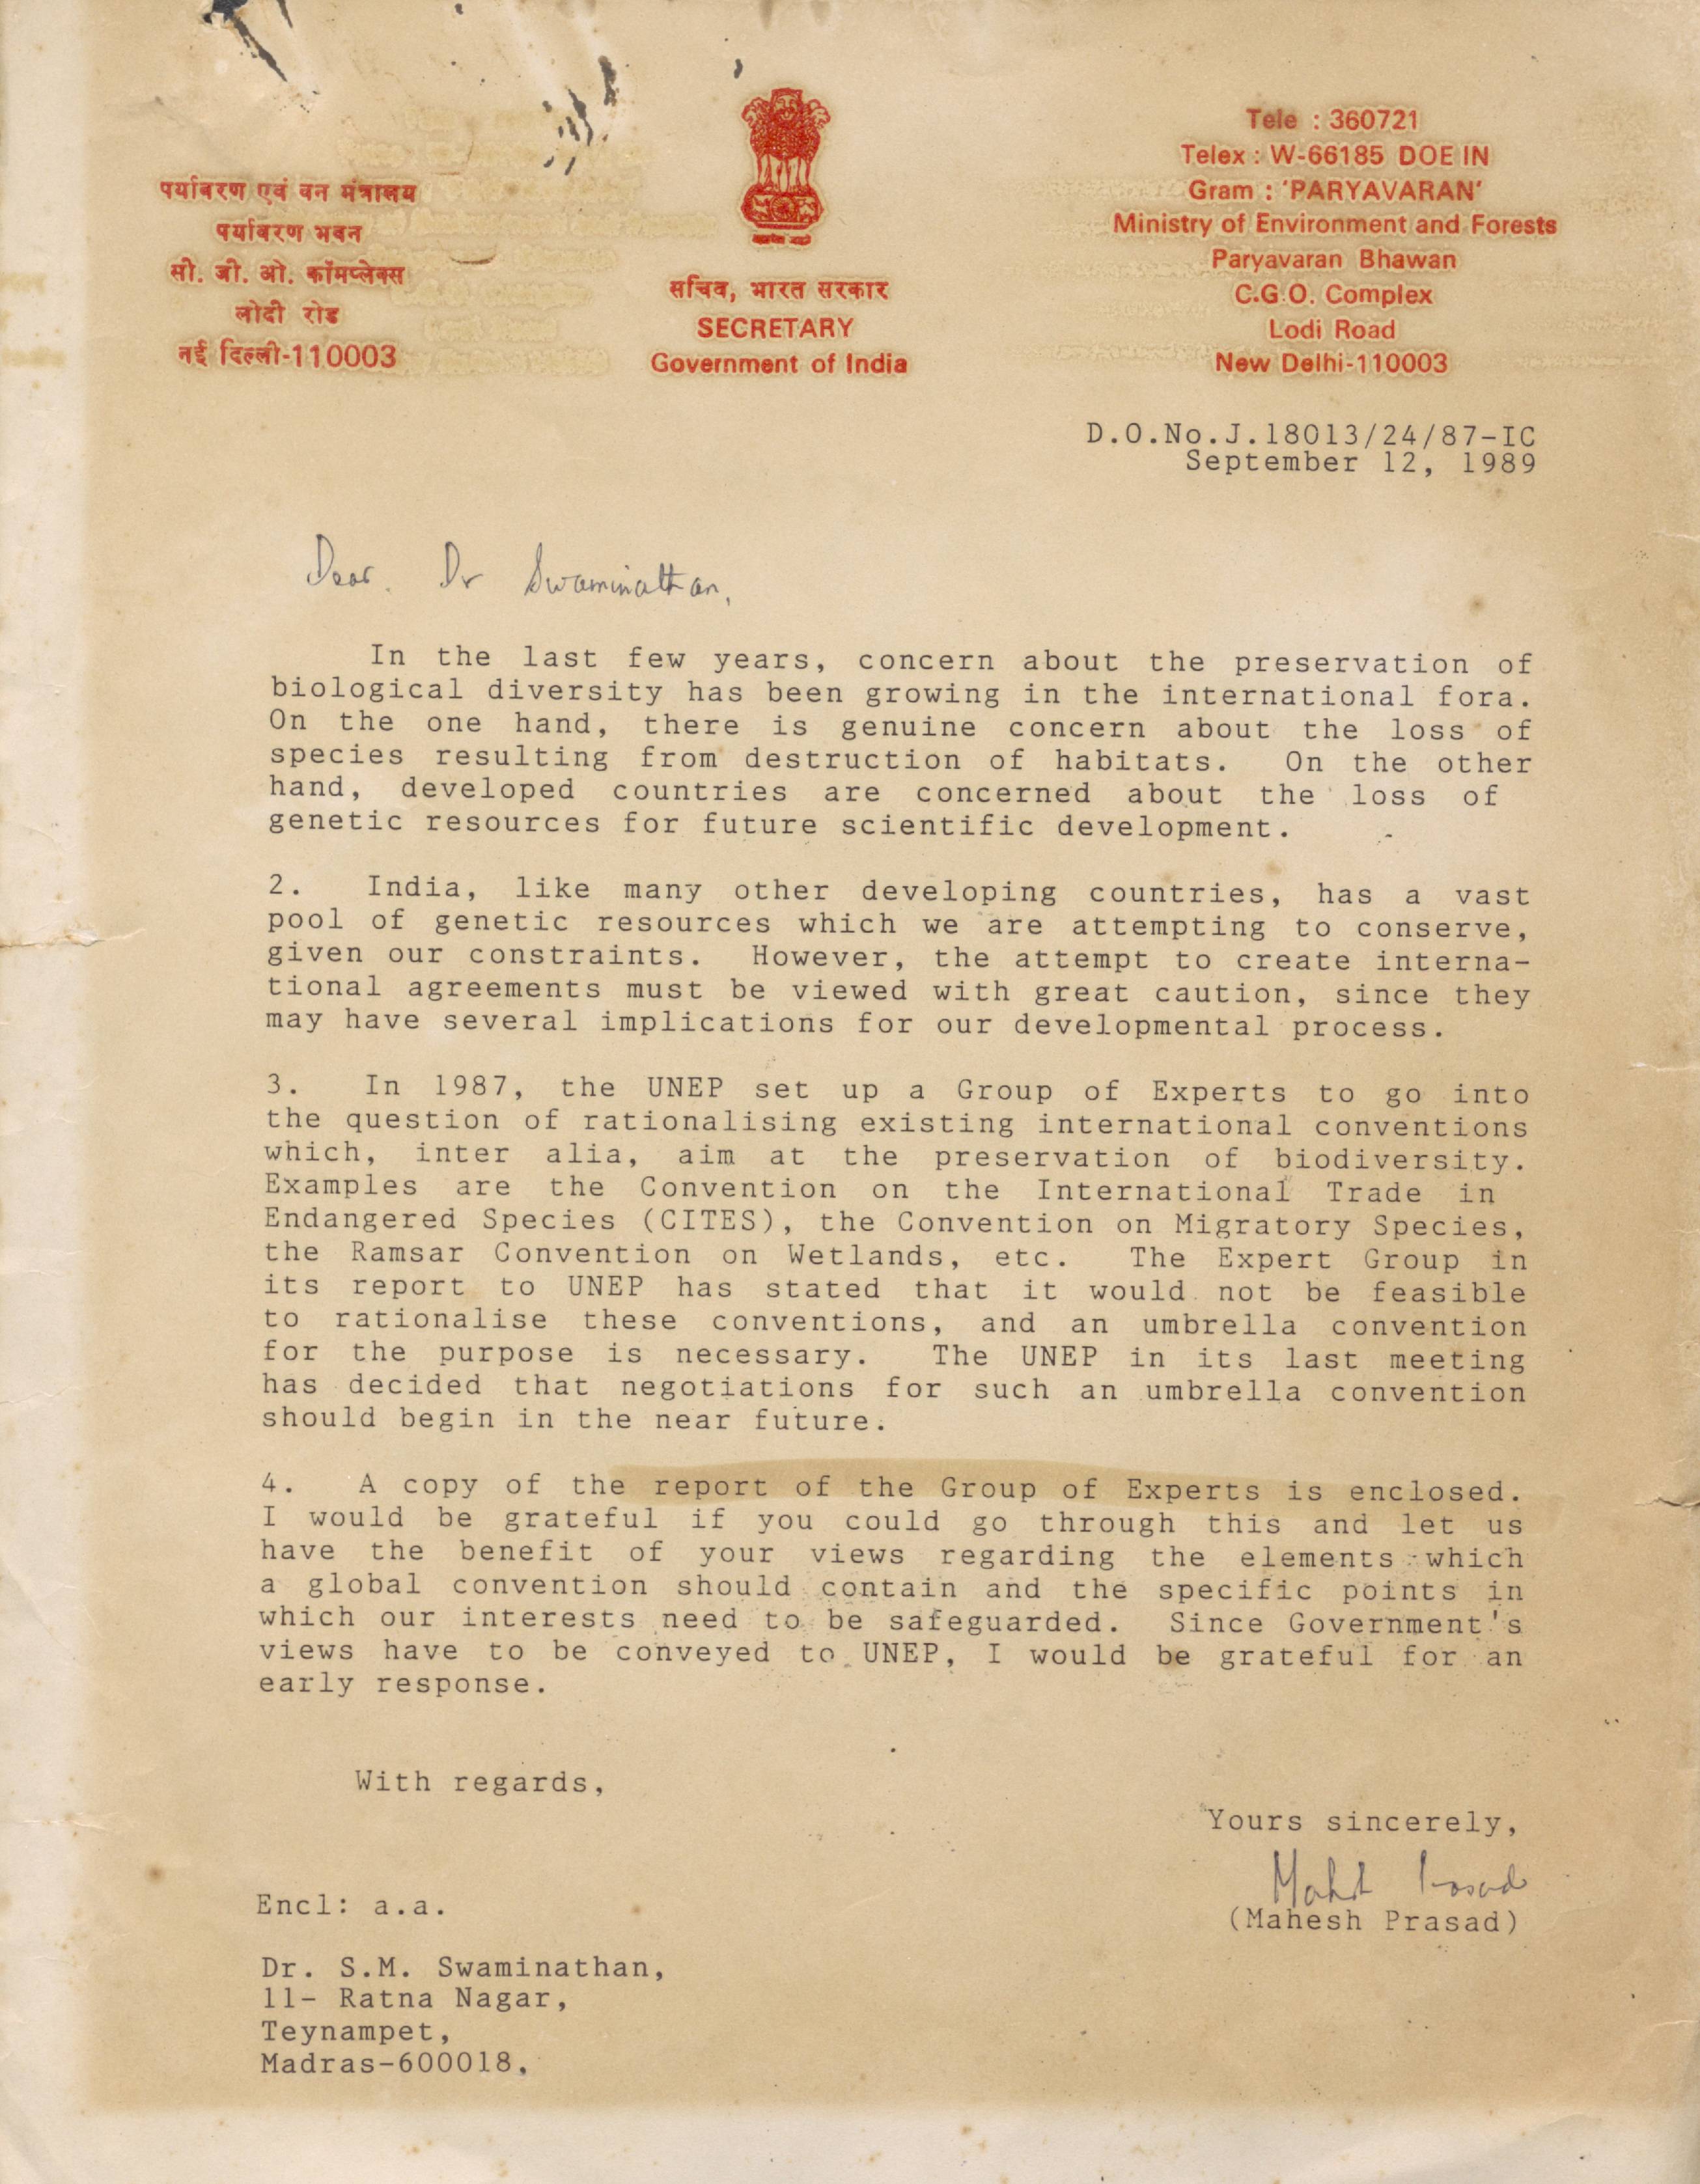 पर्यावरण एवं वन मंत्रालय
पर्यावरण भवन
सी. जी. ओ. कॉमप्लेक्स
लोदी रोड
नई दिल्ली-110003
सचिव, भारत सरकार
SECRETARY
Government of India
Tele : 360721
Telex : W-66185 DOE IN
Gram : 'PARYAVARAN'
Ministry of Environment and Forests
Paryavaran Bhawan
C.G.O. Complex
Lodi Road
New Delhi-110003
D.O.No.J.18013/24/87-IC
September 12, 1989
Dear Dr Swaminathan,
In the last few years, concern about the preservation of
biological diversity has been growing in the international fora.
On the one hand, there is genuine concern about the loss of
species resulting from destruction of habitats. On the other
hand, developed countries are concerned about the loss of
genetic resources for future scientific development.
2. India, like many other developing countries, has a vast
pool of genetic resources which we are attempting to conserve,
given our constraints. However, the attempt to create interna-
tional agreements must be viewed with great caution, since they
may have several implications for our developmental process.
3. In 1987, the UNEP set up a Group of Experts to go into
the question of rationalising existing international conventions
which, inter alia, aim at the preservation of biodiversity.
Examples are the Convention on the International Trade in
Endangered Species (CITES), the Convention on Migratory Species,
the Ramsar Convention on Wetlands, etc. The Expert Group in
its report to UNEP has stated that it would not be feasible
to rationalise these conventions, and an umbrella convention
for the purpose is necessary. The UNEP in its last meeting
has decided that negotiations for such an umbrella convention
should begin in the near future.
4. A copy of the report of the Group of Experts is enclosed.
I would be grateful if you could go through this and let us
have the benefit of your views regarding the elements which
a global convention should contain and the specific points in
which our interests need to be safeguarded. Since Government's
views have to be conveyed to UNEP, I would be grateful for an
early response.
With regards,
Yours sincerely,
Mahesh Prasad
(Mahesh Prasad)
Encl: a.a.
Dr. S.M. Swaminathan,
11- Ratna Nagar,
Teynampet,
Madras-600018.